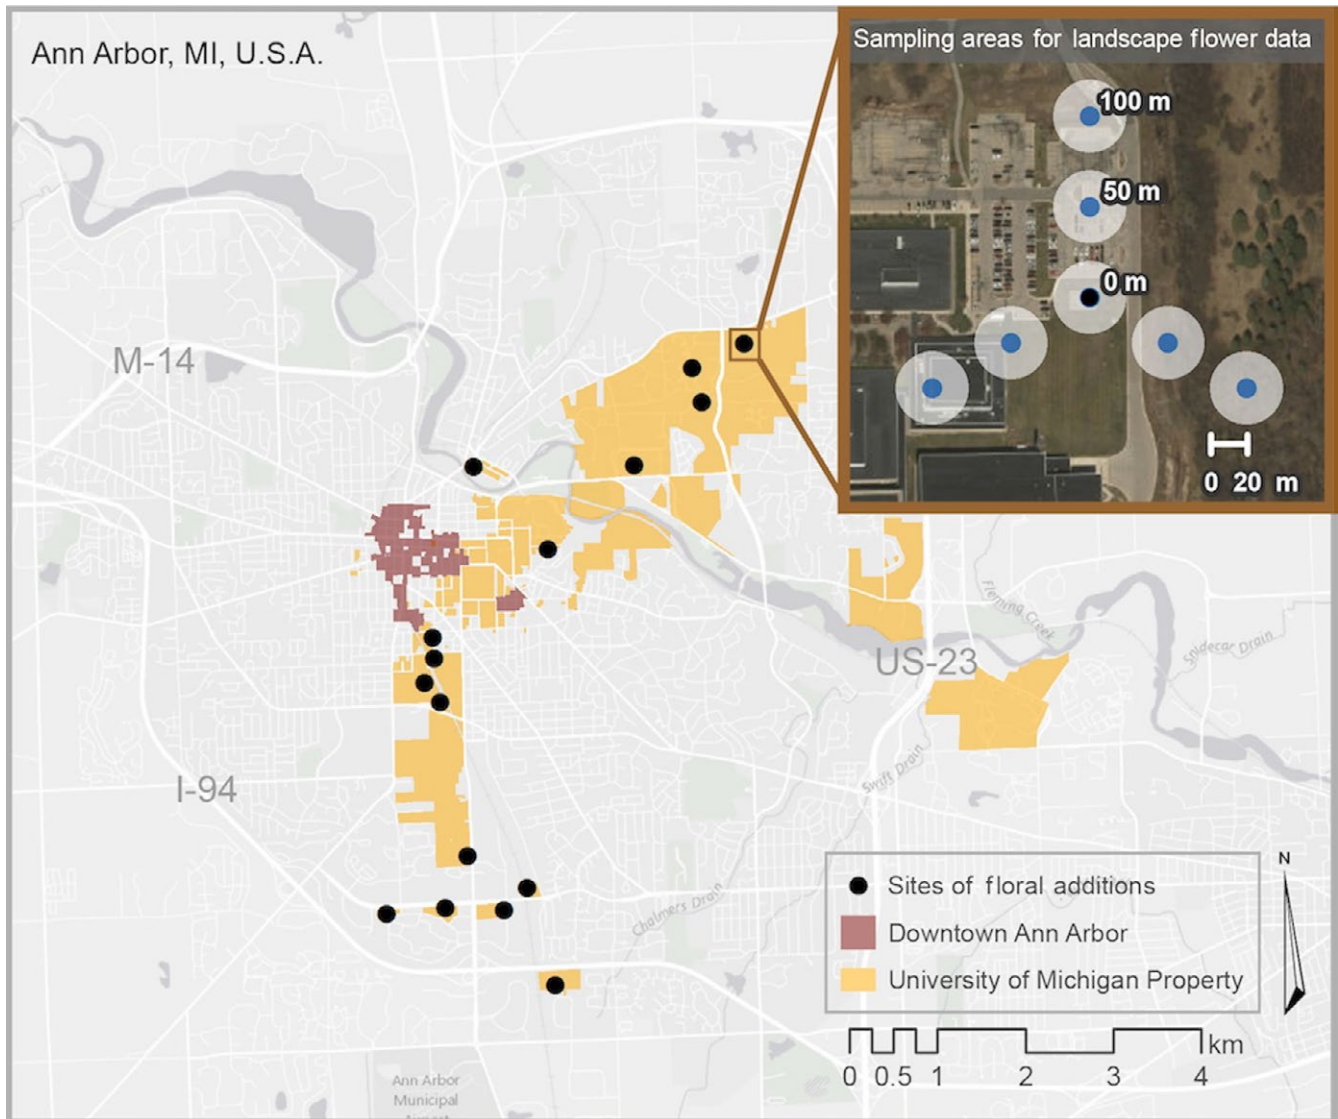 Ann Arbor, MI, U.S.A.
Sampling areas for landscape flower data
100 m
50 m
0 m
0 20 m
M-14
Fleming Creek
Spidecar Drain
US-23
I-94
Swift Drain
Chalmers Drain
Sites of floral additions
Downtown Ann Arbor
University of Michigan Property
N
km
0 0.5 1 2 3 4
Ann Arbor
Municipal